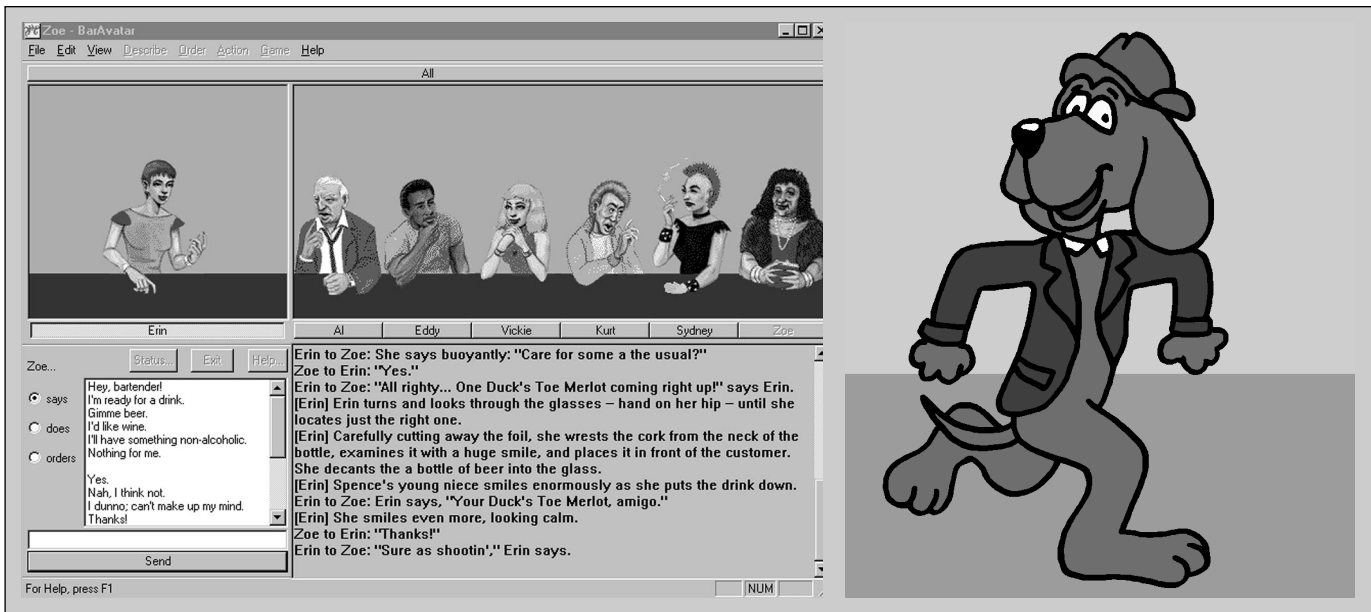 Zoe - BarAvatar
File Edit View Describe Order Action Game Help
All
Erin
Al Eddy Vickie Kurt Sydney Zoe
Zoe...
Status... Exit Help...
says
does
orders
Hey, bartender!
I'm ready for a drink.
Gimme beer.
I'd like wine.
I'll have something non-alcoholic.
Nothing for me.
Yes.
Nah, I think not.
I dunno; can't make up my mind.
Thanks!
Send
Erin to Zoe: She says buoyantly: "Care for some a the usual?"
Zoe to Erin: "Yes."
Erin to Zoe: "All righty... One Duck's Toe Merlot coming right up!" says Erin.
[Erin] Erin turns and looks through the glasses – hand on her hip – until she
locates just the right one.
[Erin] Carefully cutting away the foil, she wrests the cork from the neck of the
bottle, examines it with a huge smile, and places it in front of the customer.
She decants the a bottle of beer into the glass.
[Erin] Spence's young niece smiles enormously as she puts the drink down.
Erin to Zoe: Erin says, "Your Duck's Toe Merlot, amigo."
[Erin] She smiles even more, looking calm.
Zoe to Erin: "Thanks!"
Erin to Zoe: "Sure as shootin'," Erin says.
For Help, press F1
NUM